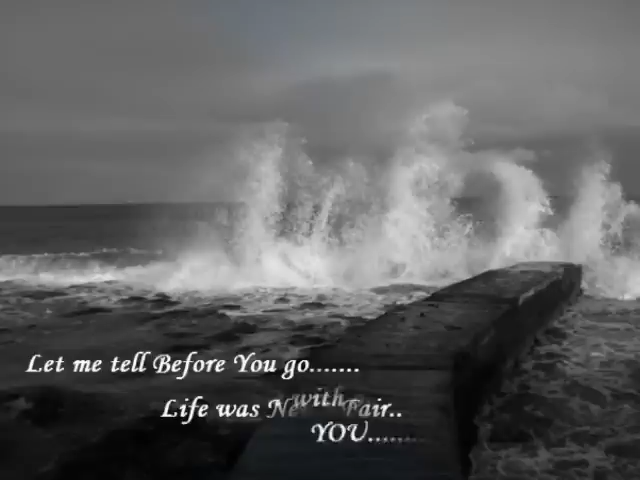 Let me tell Before You go.......
Life was Fair..
with
YOU.......